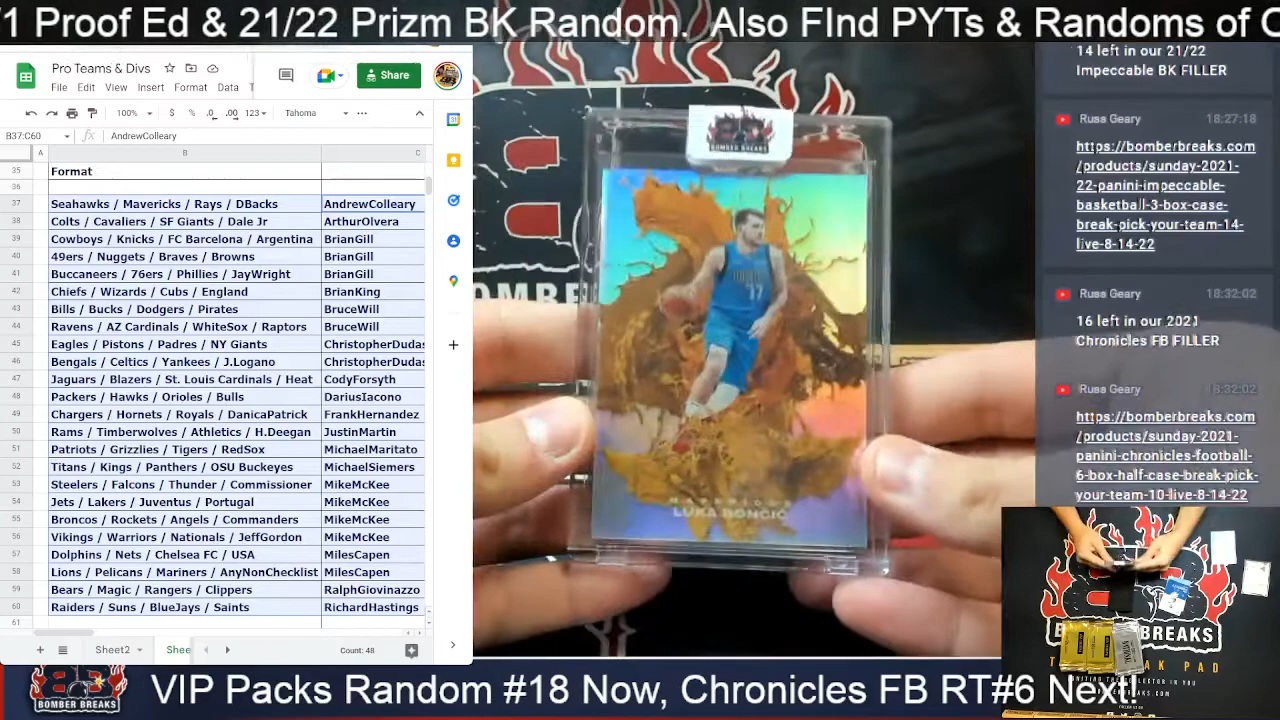 /1 Proof Ed & 21/22 Prizm BK Random. Also FInd PYTs & Randoms of O
Pro Teams & Divs
File Edit View Insert Format Data
Share
100% $ % .0 .00 123 Tahoma
B37:C60 AndrewColleary
A B C
35 Format
36
37 Seahawks / Mavericks / Rays / DBacks AndrewColleary
38 Colts / Cavaliers / SF Giants / Dale Jr ArthurOlvera
39 Cowboys / Knicks / FC Barcelona / Argentina BrianGill
40 49ers / Nuggets / Braves / Browns BrianGill
41 Buccaneers / 76ers / Phillies / JayWright BrianGill
42 Chiefs / Wizards / Cubs / England BrianKing
43 Bills / Bucks / Dodgers / Pirates BruceWill
44 Ravens / AZ Cardinals / WhiteSox / Raptors BruceWill
45 Eagles / Pistons / Padres / NY Giants ChristopherDudas
46 Bengals / Celtics / Yankees / J.Logano ChristopherDudas
47 Jaguars / Blazers / St. Louis Cardinals / Heat CodyForsyth
48 Packers / Hawks / Orioles / Bulls DariusIacono
49 Chargers / Hornets / Royals / DanicaPatrick FrankHernandez
50 Rams / Timberwolves / Athletics / H.Deegan JustinMartin
51 Patriots / Grizzlies / Tigers / RedSox MichaelMaritato
52 Titans / Kings / Panthers / OSU Buckeyes MichaelSiemers
53 Steelers / Falcons / Thunder / Commissioner MikeMcKee
54 Jets / Lakers / Juventus / Portugal MikeMcKee
55 Broncos / Rockets / Angels / Commanders MikeMcKee
56 Vikings / Warriors / Nationals / JeffGordon MikeMcKee
57 Dolphins / Nets / Chelsea FC / USA MilesCapen
58 Lions / Pelicans / Mariners / AnyNonChecklist MilesCapen
59 Bears / Magic / Rangers / Clippers RalphGiovinazzo
60 Raiders / Suns / BlueJays / Saints RichardHastings
61
Sheet2 Shee Count: 48
BOMBER BREAKS
77
MAVERICKS
LUKA DONCIC
14 left in our 21/22
Impeccable BK FILLER
Russ Geary 18:27:18
https://bomberbreaks.com
/products/sunday-2021-
22-panini-impeccable-
basketball-3-box-case-
break-pick-your-team-14-
live-8-14-22
Russ Geary 18:32:02
16 left in our 2021
Chronicles FB FILLER
Russ Geary 18:32:02
https://bomberbreaks.com
/products/sunday-2021-
panini-chronicles-football-
6-box-half-case-break-pick-
your-team-10-live-8-14-22
BOMBER BREAKS
VIP Packs Random #18 Now, Chronicles FB RT#6 Next!